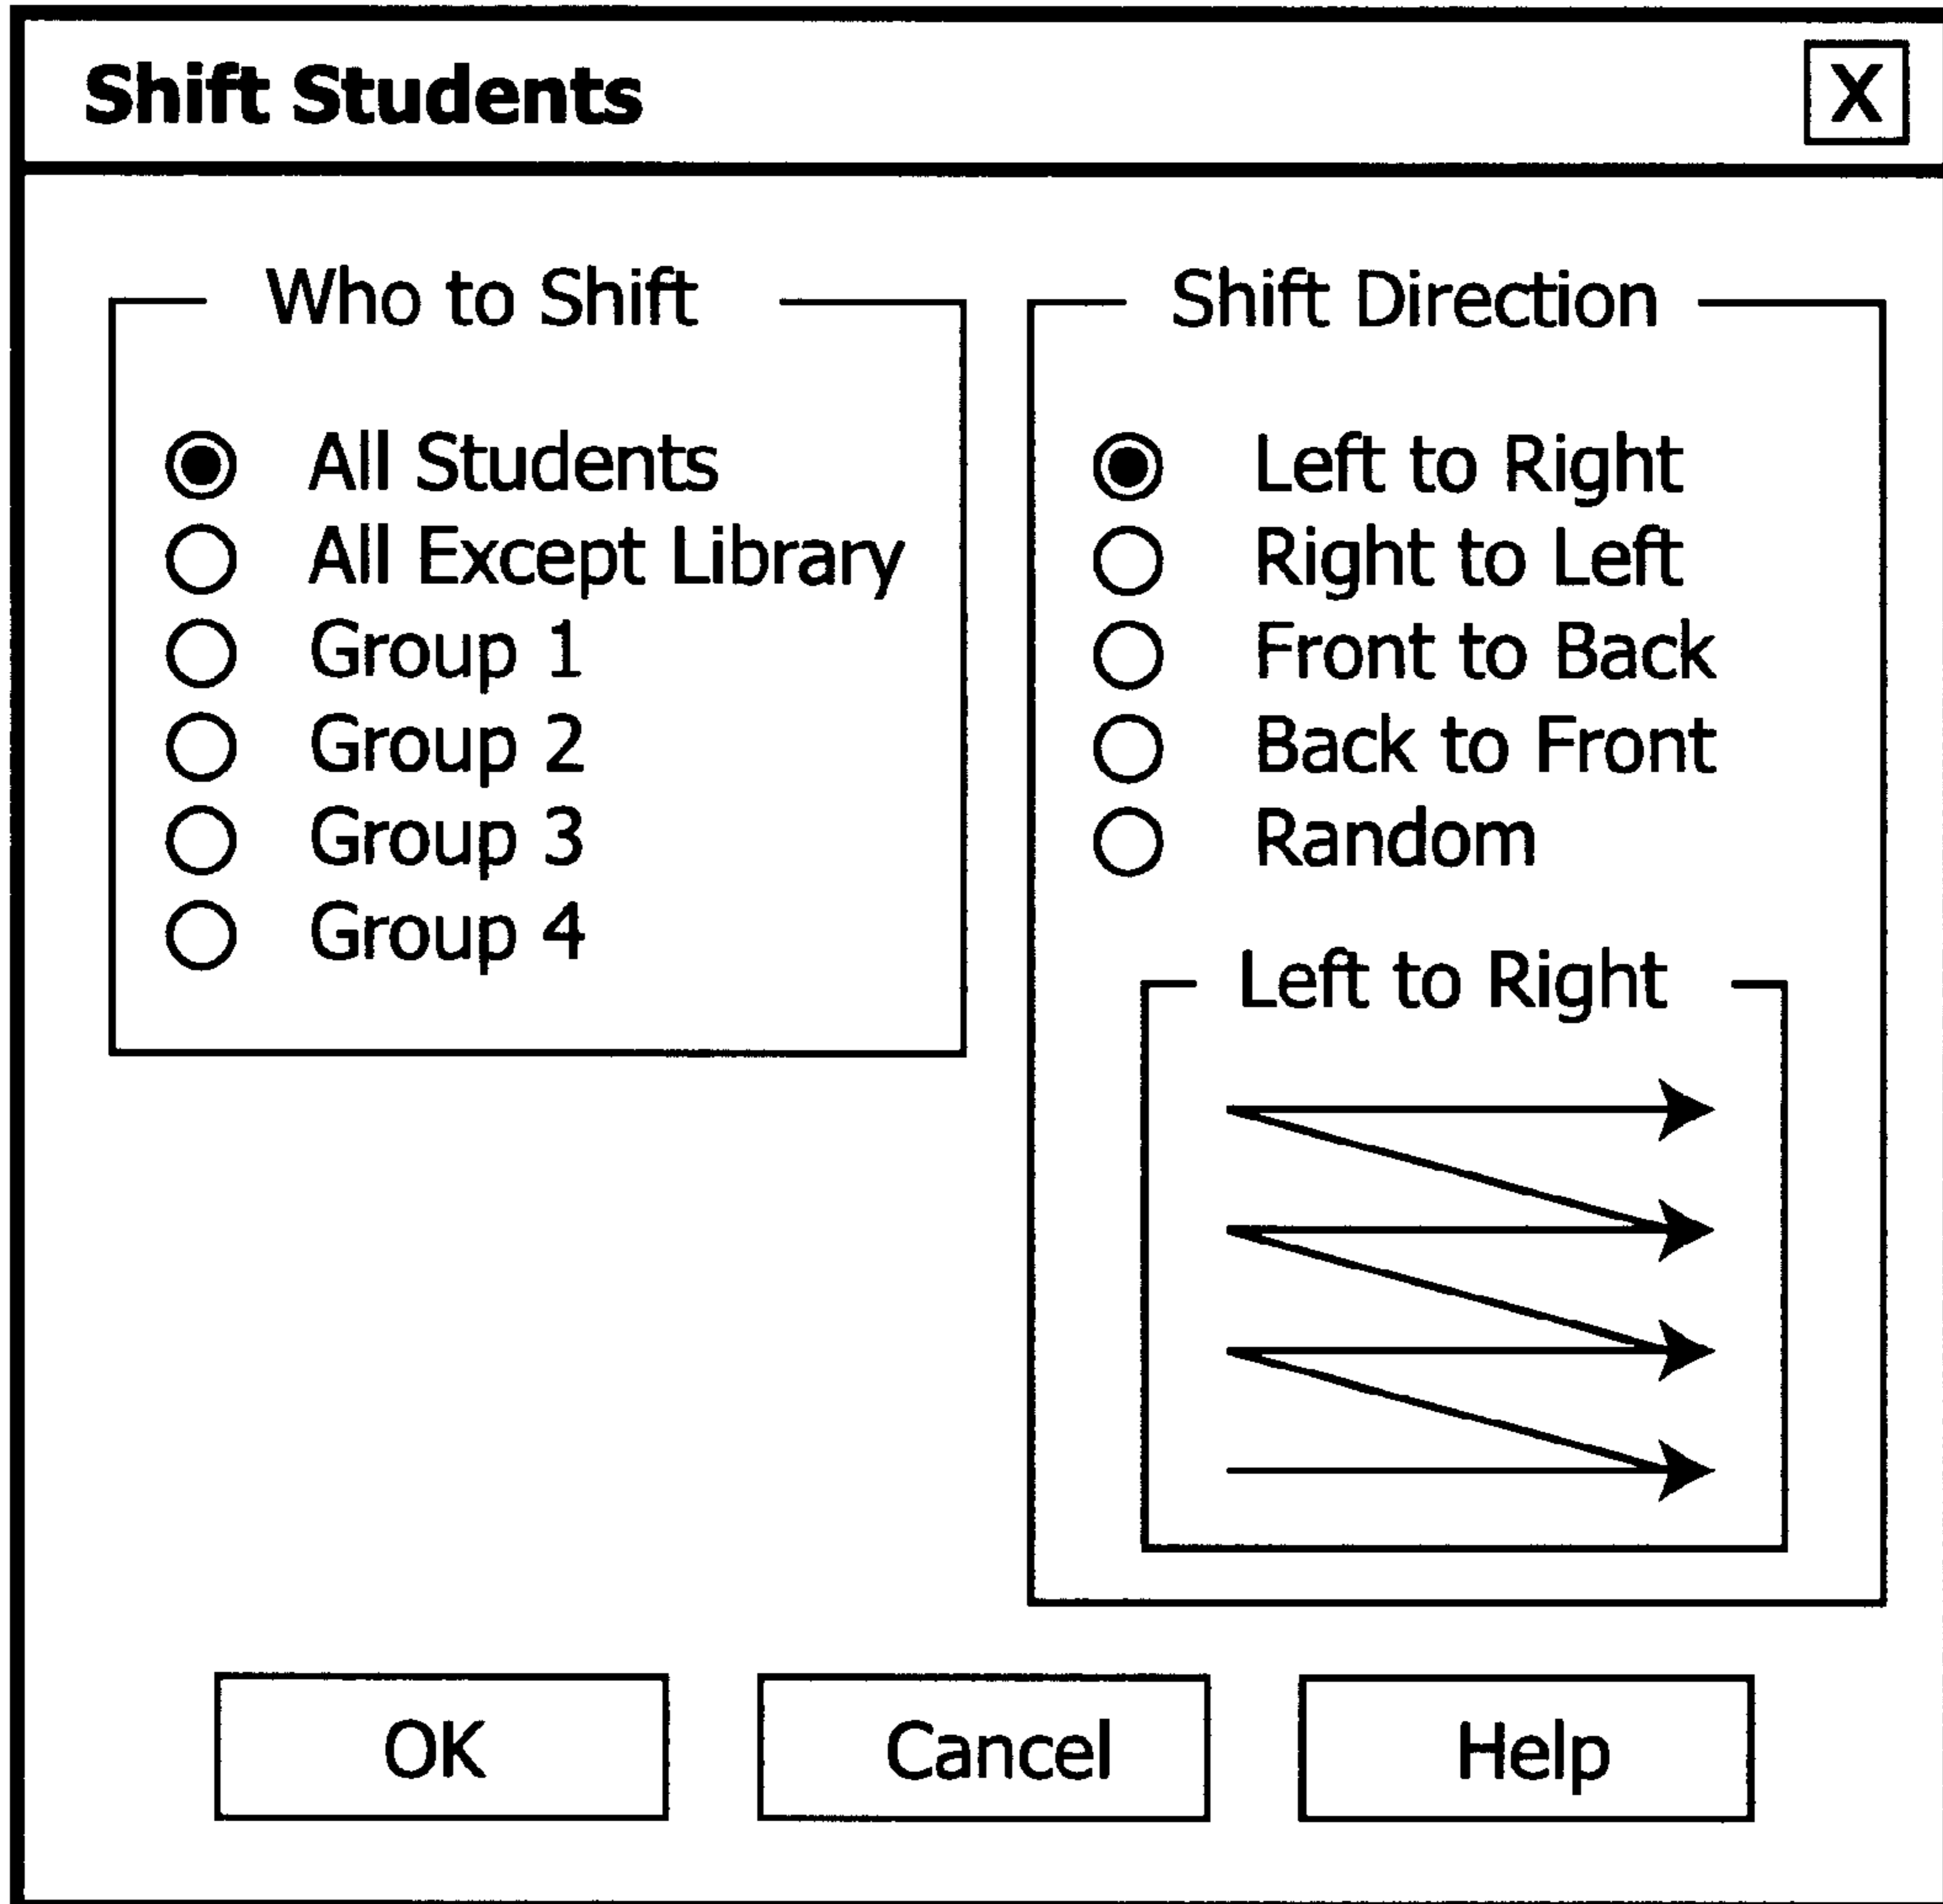 Shift Students
X
Who to Shift
All Students
All Except Library
Group 1
Group 2
Group 3
Group 4
Shift Direction
Left to Right
Right to Left
Front to Back
Back to Front
Random
Left to Right
OK
Cancel
Help